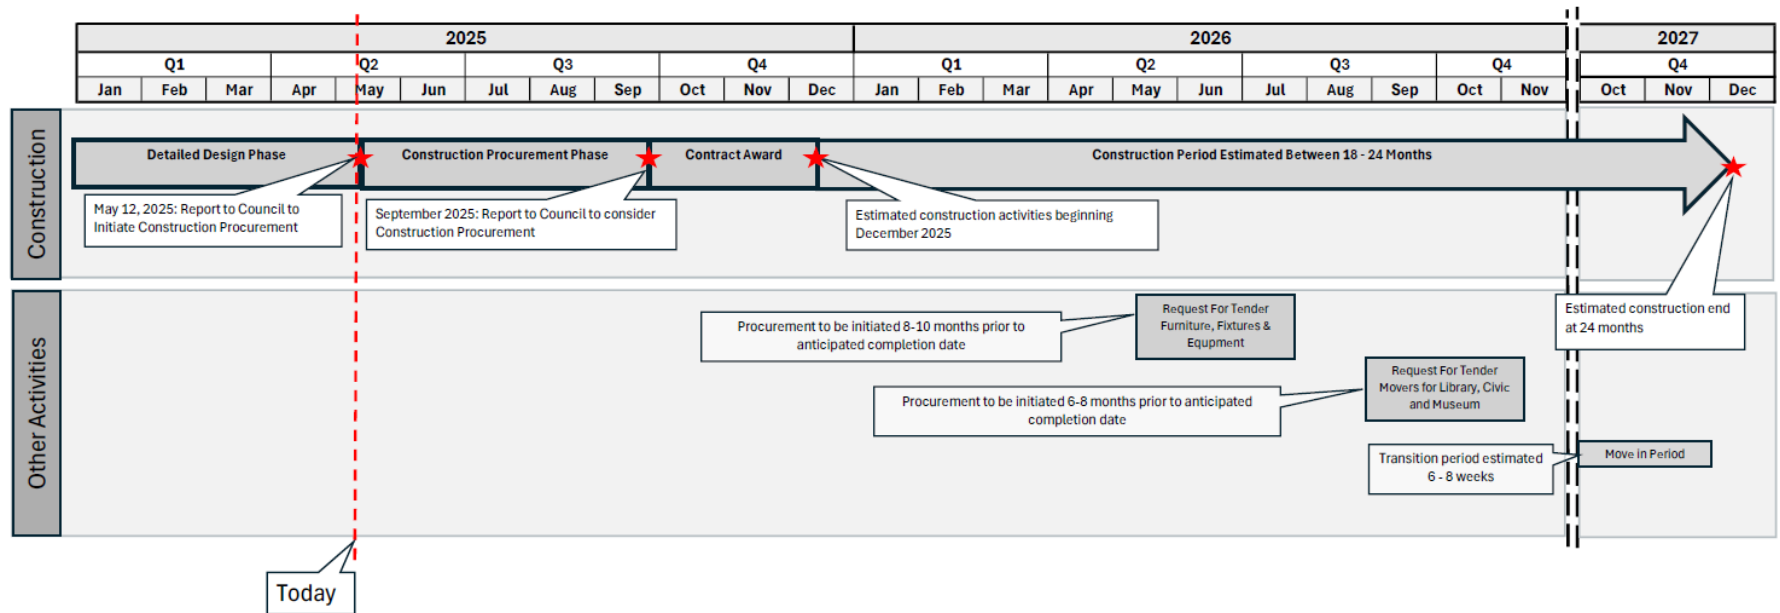 2025 2026 2027
Q1 Q2 Q3 Q4 Q1 Q2 Q3 Q4 Q4
Jan Feb Mar Apr May Jun Jul Aug Sep Oct Nov Dec Jan Feb Mar Apr May Jun Jul Aug Sep Oct Nov Oct Nov Dec
Construction
Detailed Design Phase
Construction Procurement Phase
Contract Award
Construction Period Estimated Between 18 - 24 Months
May 12, 2025: Report to Council to
Initiate Construction Procurement
September 2025: Report to Council to consider
Construction Procurement
Estimated construction activities beginning
December 2025
Estimated construction end
at 24 months
Other Activities
Procurement to be initiated 8-10 months prior to
anticipated completion date
Request For Tender
Furniture, Fixtures &
Equpment
Procurement to be initiated 6-8 months prior to anticipated
completion date
Request For Tender
Movers for Library, Civic
and Museum
Transition period estimated
6 - 8 weeks
Move in Period
Today